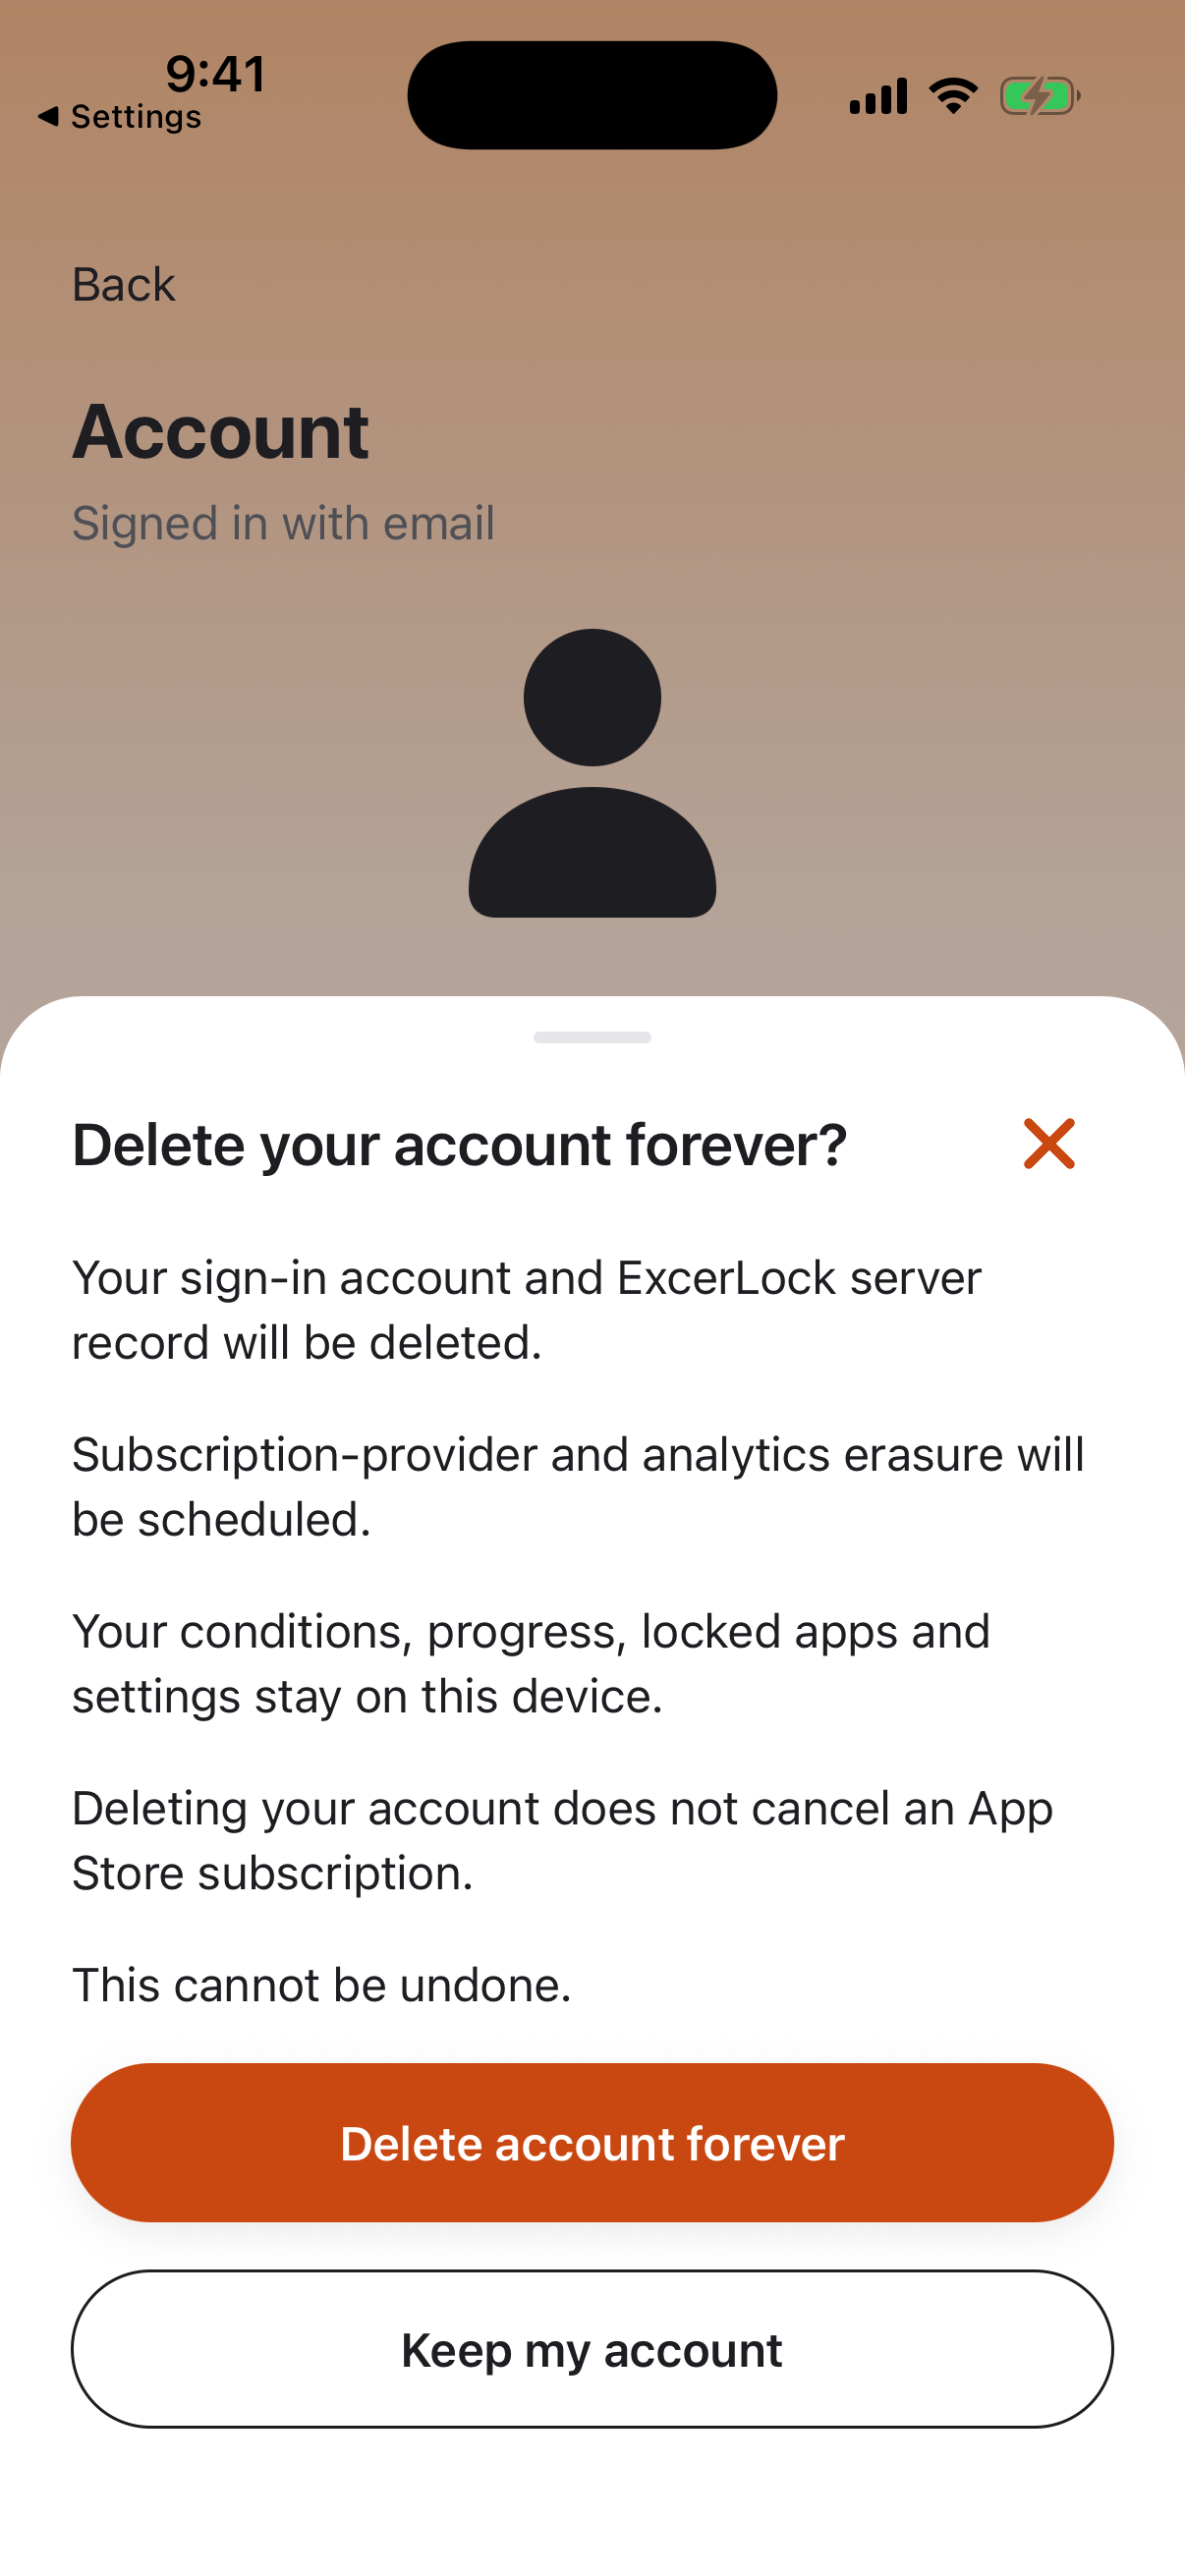 9:41
Settings
Back
Account
Signed in with email
Delete your account forever?
Your sign-in account and ExcerLock server
record will be deleted.
Subscription-provider and analytics erasure will
be scheduled.
Your conditions, progress, locked apps and
settings stay on this device.
Deleting your account does not cancel an App
Store subscription.
This cannot be undone.
Delete account forever
Keep my account